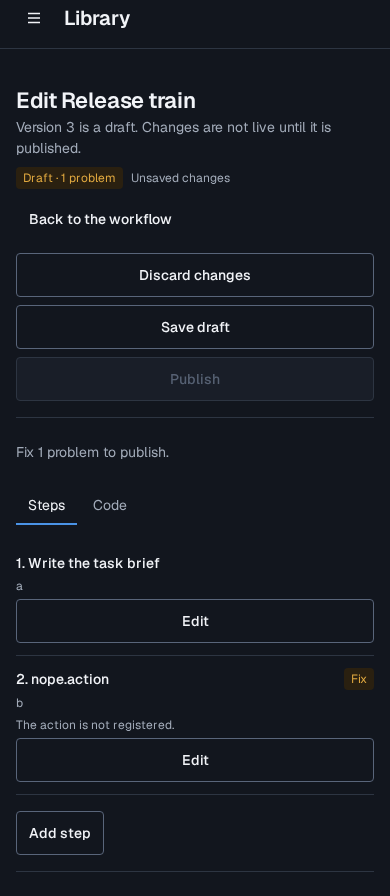 Library
Edit Release train
Version 3 is a draft. Changes are not live until it is
published.
Draft · 1 problem
Unsaved changes
Back to the workflow
Discard changes
Save draft
Publish
Fix 1 problem to publish.
Steps
Code
1. Write the task brief
a
Edit
2. nope.action
Fix
b
The action is not registered.
Edit
Add step